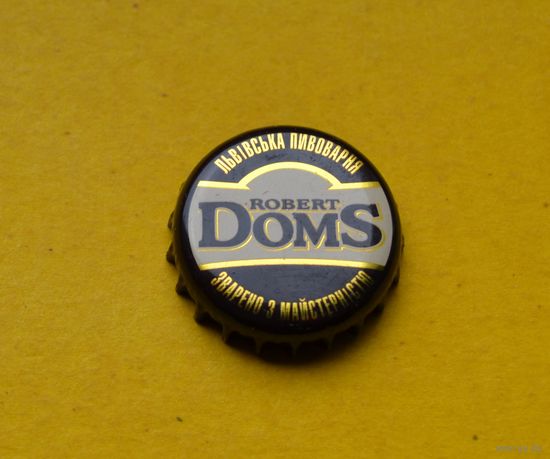 ЛЬВІВСЬКА ПИВОВАРНЯ
ROBERT
DOMS
ЗВАРЕНО З МАЙСТЕРНІСТЮ